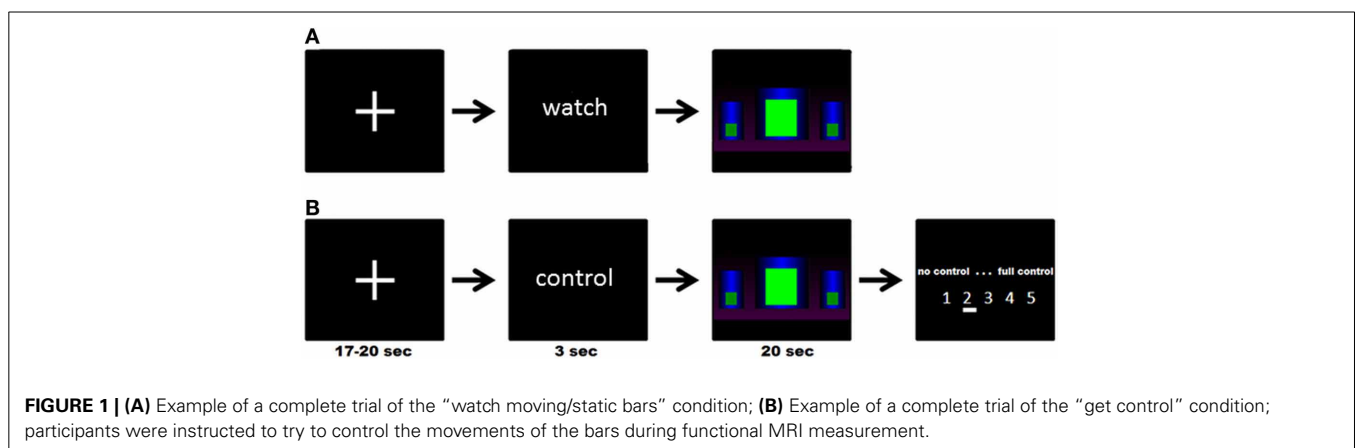 A
watch
B
control
no control ... full control
1 2 3 4 5
17-20 sec 3 sec 20 sec
FIGURE 1 | (A) Example of a complete trial of the “watch moving/static bars” condition; (B) Example of a complete trial of the “get control” condition;
participants were instructed to try to control the movements of the bars during functional MRI measurement.